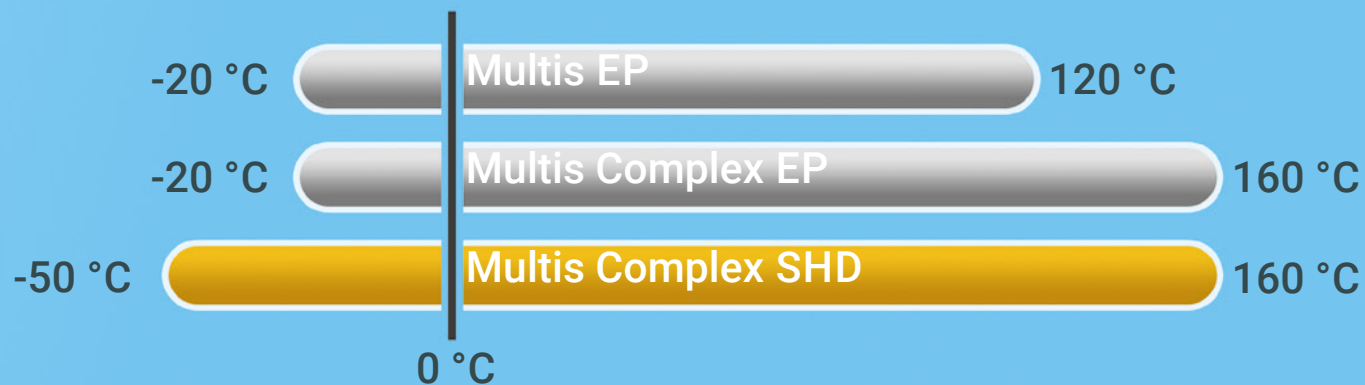 -20 °C Multis EP 120 °C
-20 °C Multis Complex EP 160 °C
-50 °C Multis Complex SHD 160 °C
0 °C